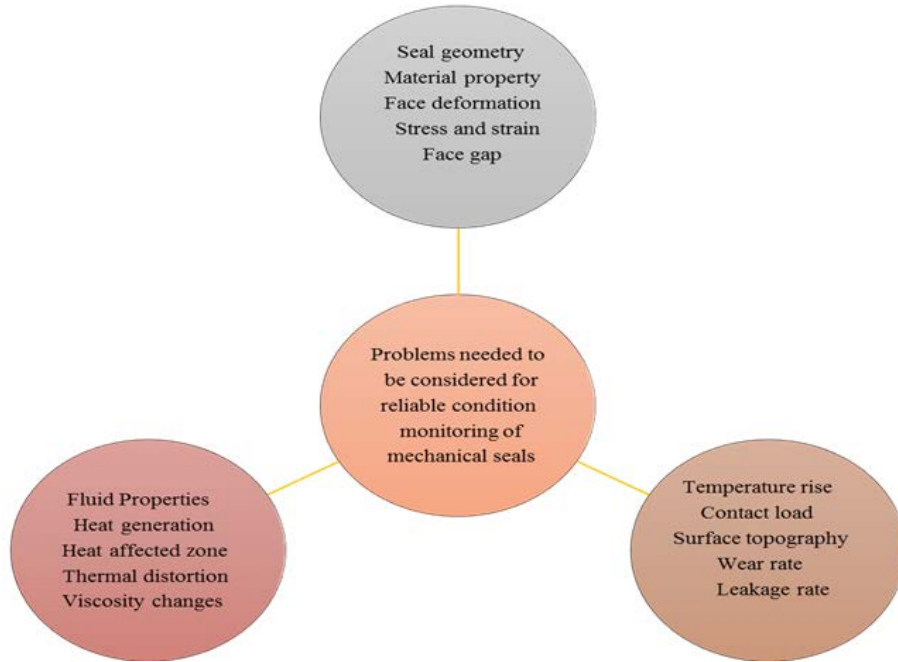 Seal geometry
Material property
Face deformation
Stress and strain
Face gap
Problems needed to
be considered for
reliable condition
monitoring of
mechanical seals
Fluid Properties
Heat generation
Heat affected zone
Thermal distortion
Viscosity changes
Temperature rise
Contact load
Surface topography
Wear rate
Leakage rate